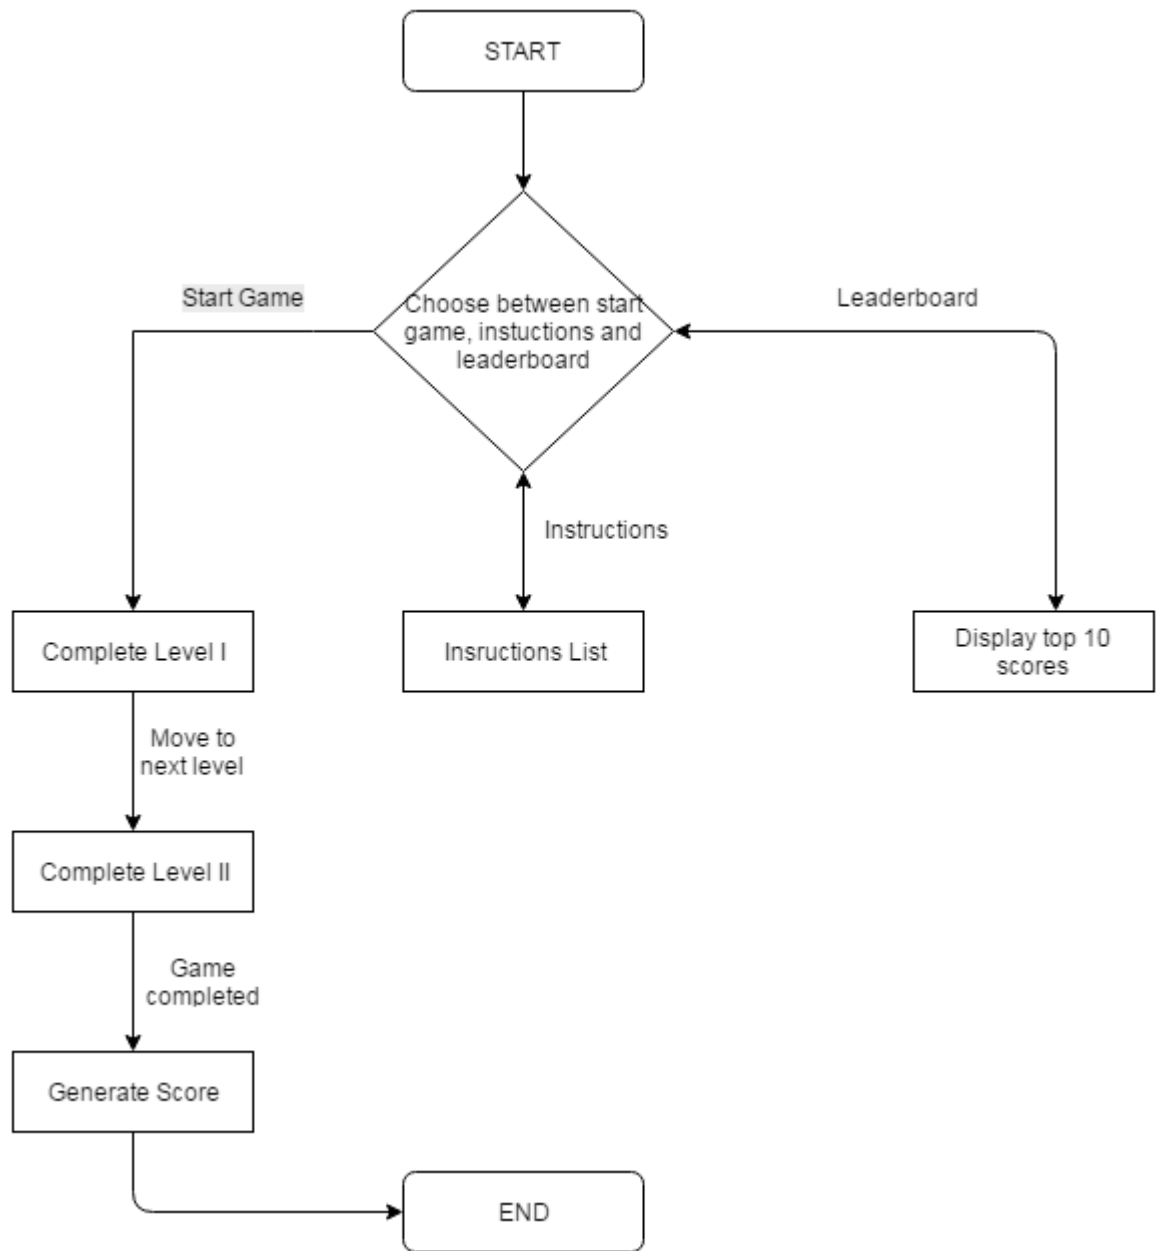 START
Start Game
Choose between start
game, instuctions and
leaderboard
Leaderboard
Instructions
Complete Level I
Insructions List
Display top 10
scores
Move to
next level
Complete Level II
Game
completed
Generate Score
END